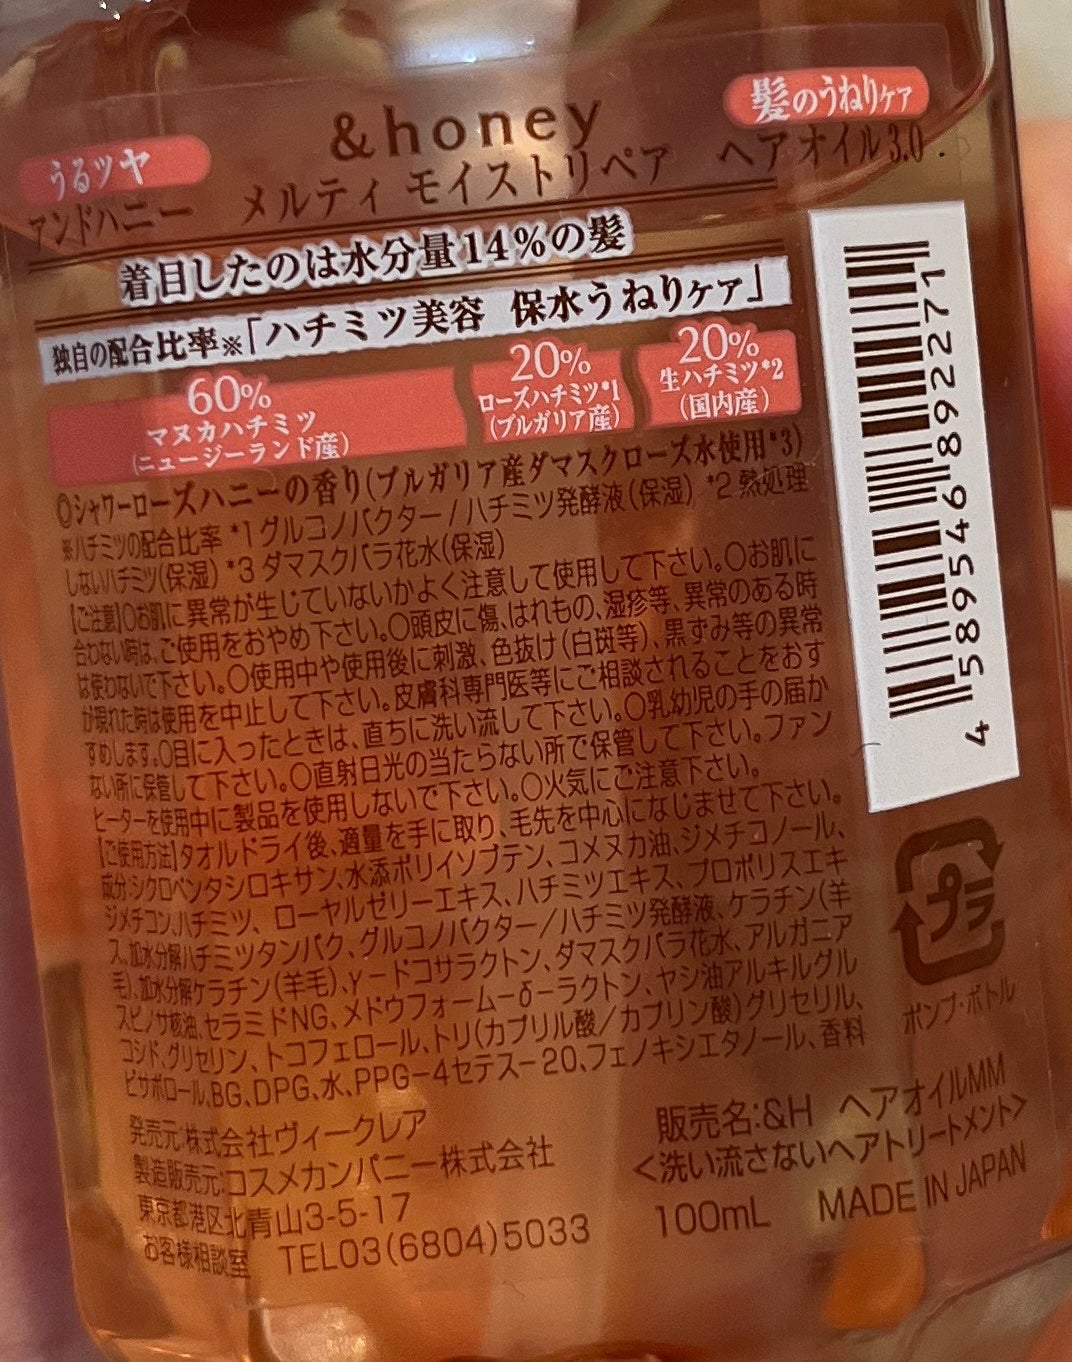 &honey
髪のうねりケア
うるツヤ
アンドハニー メルティ モイストリペア ヘア オイル 3.0
着目したのは水分量14%の髪
独自の配合比率※「ハチミツ美容 保水うねりケア」
60%
マヌカハチミツ
(ニュージーランド産)
20%
ローズハチミツ*1
(ブルガリア産)
20%
生ハチミツ*2
(国内産)
◎シャワーローズハニーの香り(ブルガリア産ダマスクローズ水使用*3)
※ハチミツの配合比率 *1 グルコノバクター/ハチミツ発酵液(保湿) *2 熱処理
しないハチミツ(保湿) *3 ダマスクバラ花水(保湿)
【ご注意】○お肌に異常が生じていないかよく注意して使用して下さい。○お肌に
合わない時は、ご使用をおやめ下さい。○頭皮に傷、はれもの、湿疹等、異常のある時
は使わないで下さい。○使用中や使用後に刺激、色抜け(白斑等)、黒ずみ等の異常
が現れた時は使用を中止して下さい。皮膚科専門医等にご相談されることをおす
すめします。○目に入ったときは、直ちに洗い流して下さい。○乳幼児の手の届か
ない所に保管して下さい。○直射日光の当たらない所で保管して下さい。ファン
ヒーターを使用中に製品を使用しないで下さい。○火気にご注意下さい。
【ご使用方法】タオルドライ後、適量を手に取り、毛先を中心になじませて下さい。
成分:シクロペンタシロキサン、水添ポリイソブテン、コメヌカ油、ジメチコノール、
ジメチコン、ハチミツ、ローヤルゼリーエキス、ハチミツエキス、プロポリスエキ
ス、加水分解ハチミツタンパク、グルコノバクター/ハチミツ発酵液、ケラチン(羊
毛)、加水分解ケラチン(羊毛)、γ-ドコサラクトン、ダマスクバラ花水、アルガニア
スピノサ核油、セラミドNG、メドウフォーム-δ-ラクトン、ヤシ油アルキルグル
コシド、グリセリン、トコフェロール、トリ(カプリル酸/カプリン酸)グリセリル、
ビサボロール、BG、DPG、水、PPG-4セテス-20、フェノキシエタノール、香料
発売元:株式会社ヴィークレア
製造販売元:コスメカンパニー株式会社
東京都港区北青山3-5-17
お客様相談室 TEL03(6804)5033
販売名:&H ヘアオイルMM
<洗い流さないヘアトリートメント>
100mL MADE IN JAPAN
4 589546 892271
プラ
ポンプ・ボトル